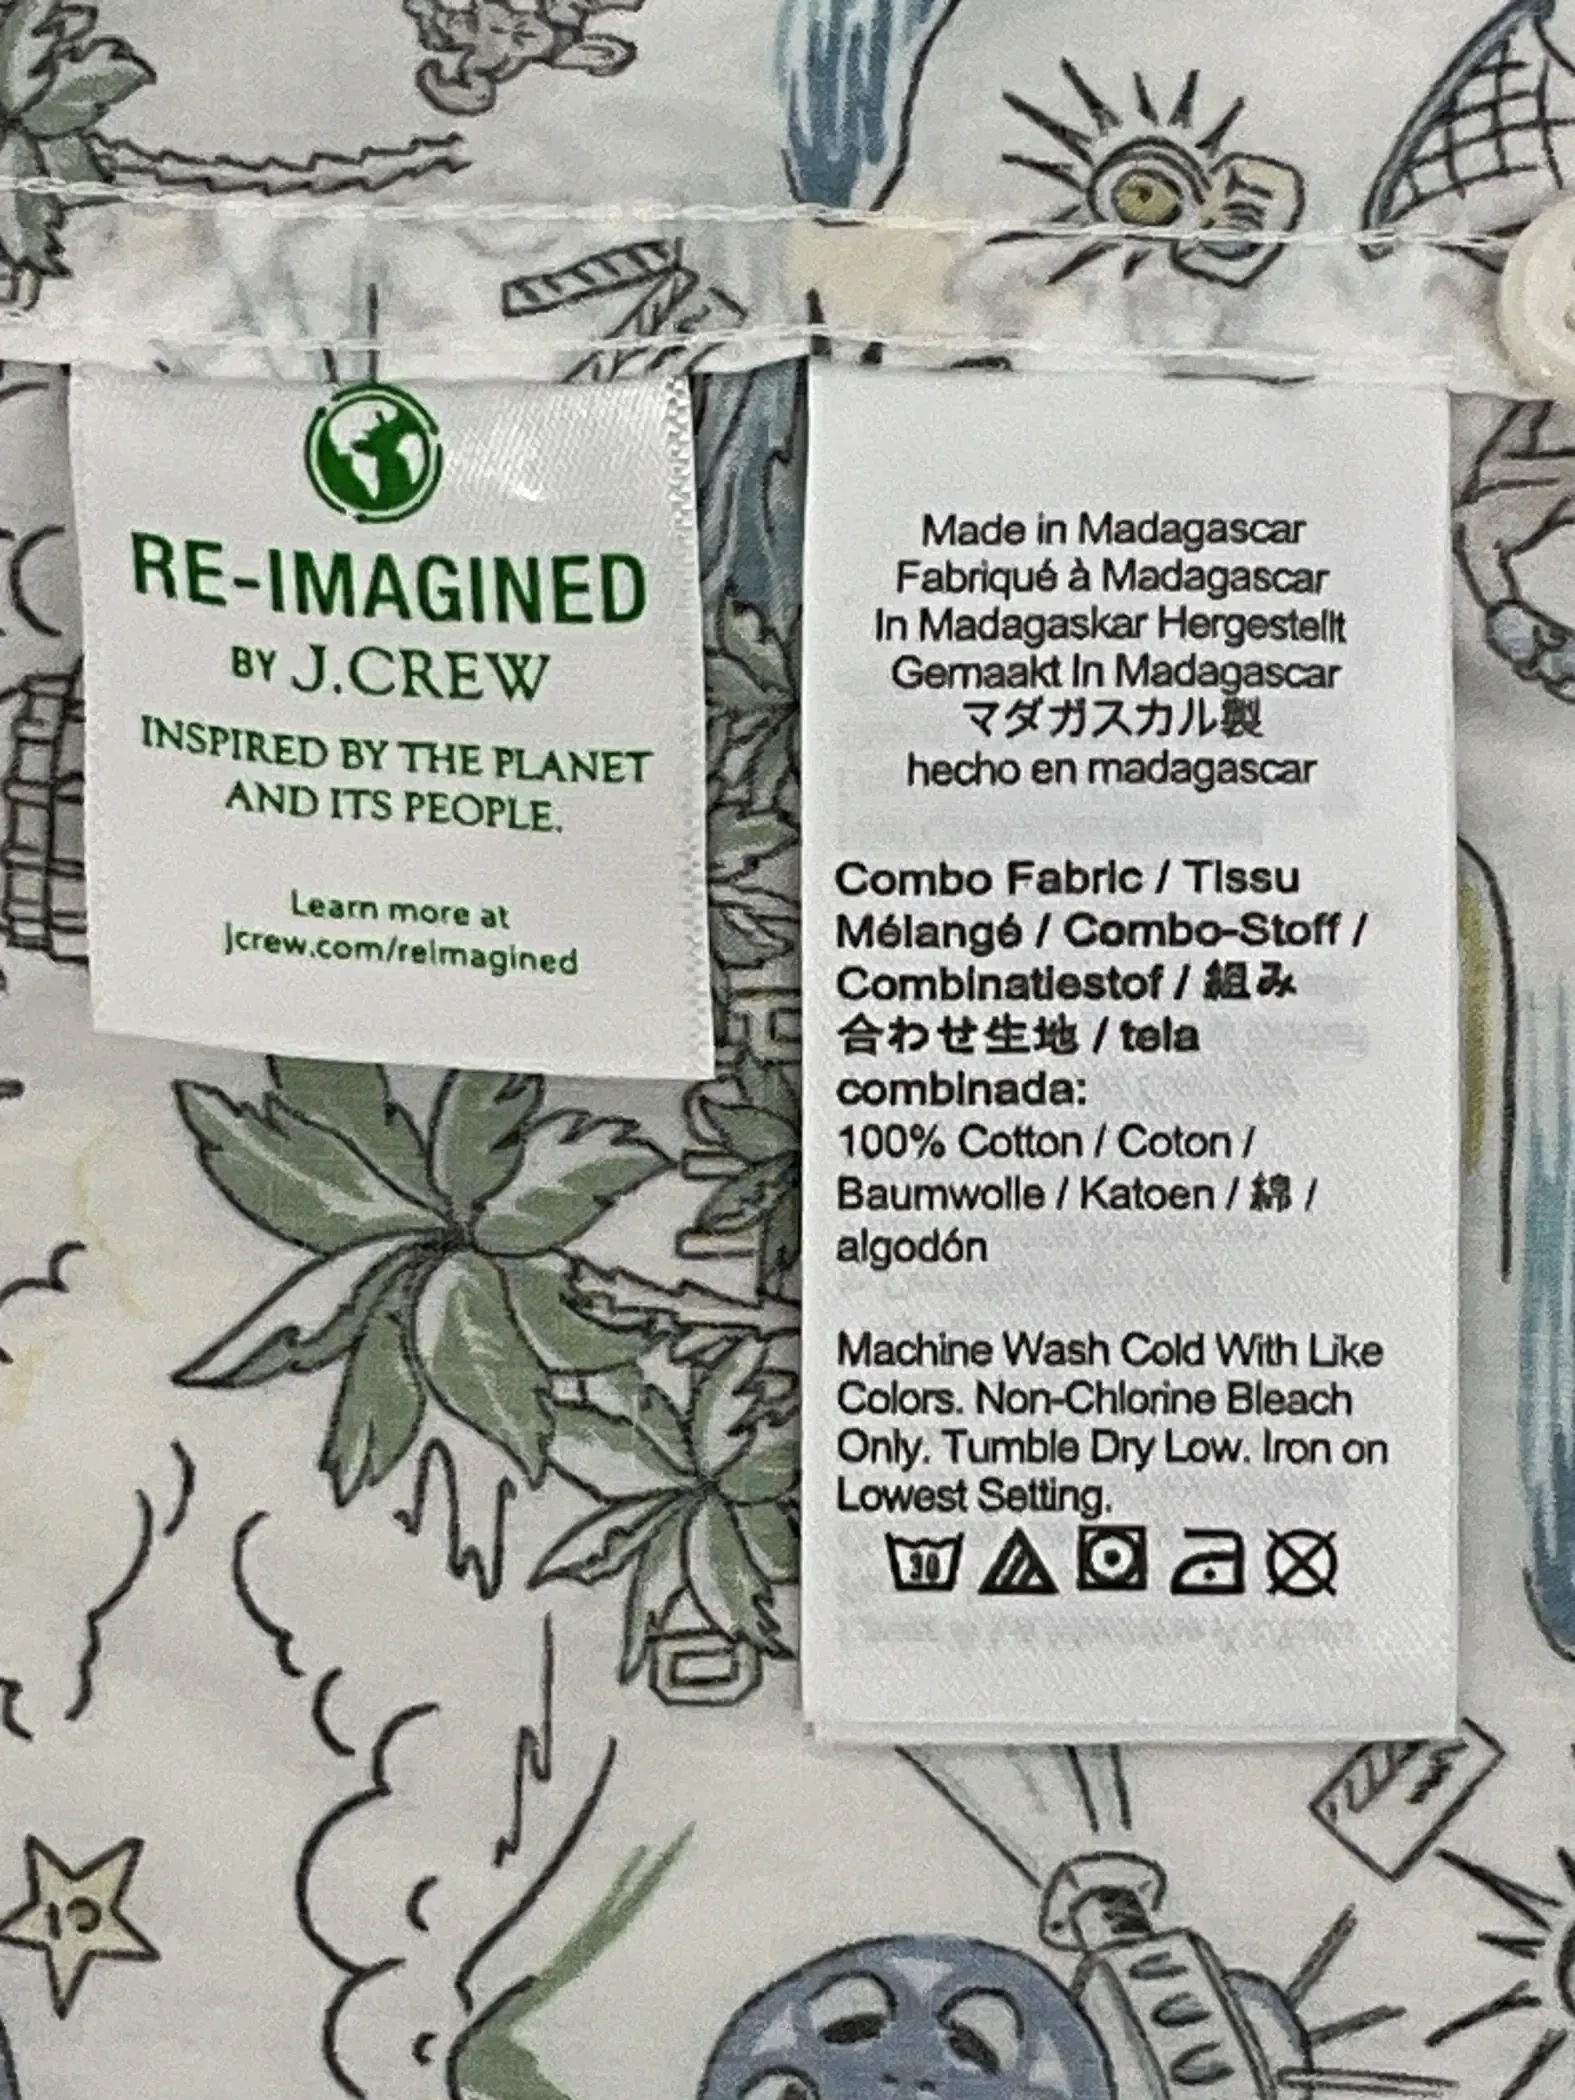 RE-IMAGINED
BY J.CREW
INSPIRED BY THE PLANET
AND ITS PEOPLE.
Learn more at
jcrew.com/reimagined
Made in Madagascar
Fabriqué à Madagascar
In Madagaskar Hergestellt
Gemaakt In Madagascar
マダガスカル製
hecho en madagascar
Combo Fabric / Tissu
Mélangé / Combo-Stoff /
Combinatiestof / 組み
合わせ生地 / tela
combinada:
100% Cotton / Coton /
Baumwolle / Katoen / 綿 /
algodón
Machine Wash Cold With Like
Colors. Non-Chlorine Bleach
Only. Tumble Dry Low. Iron on
Lowest Setting.
30